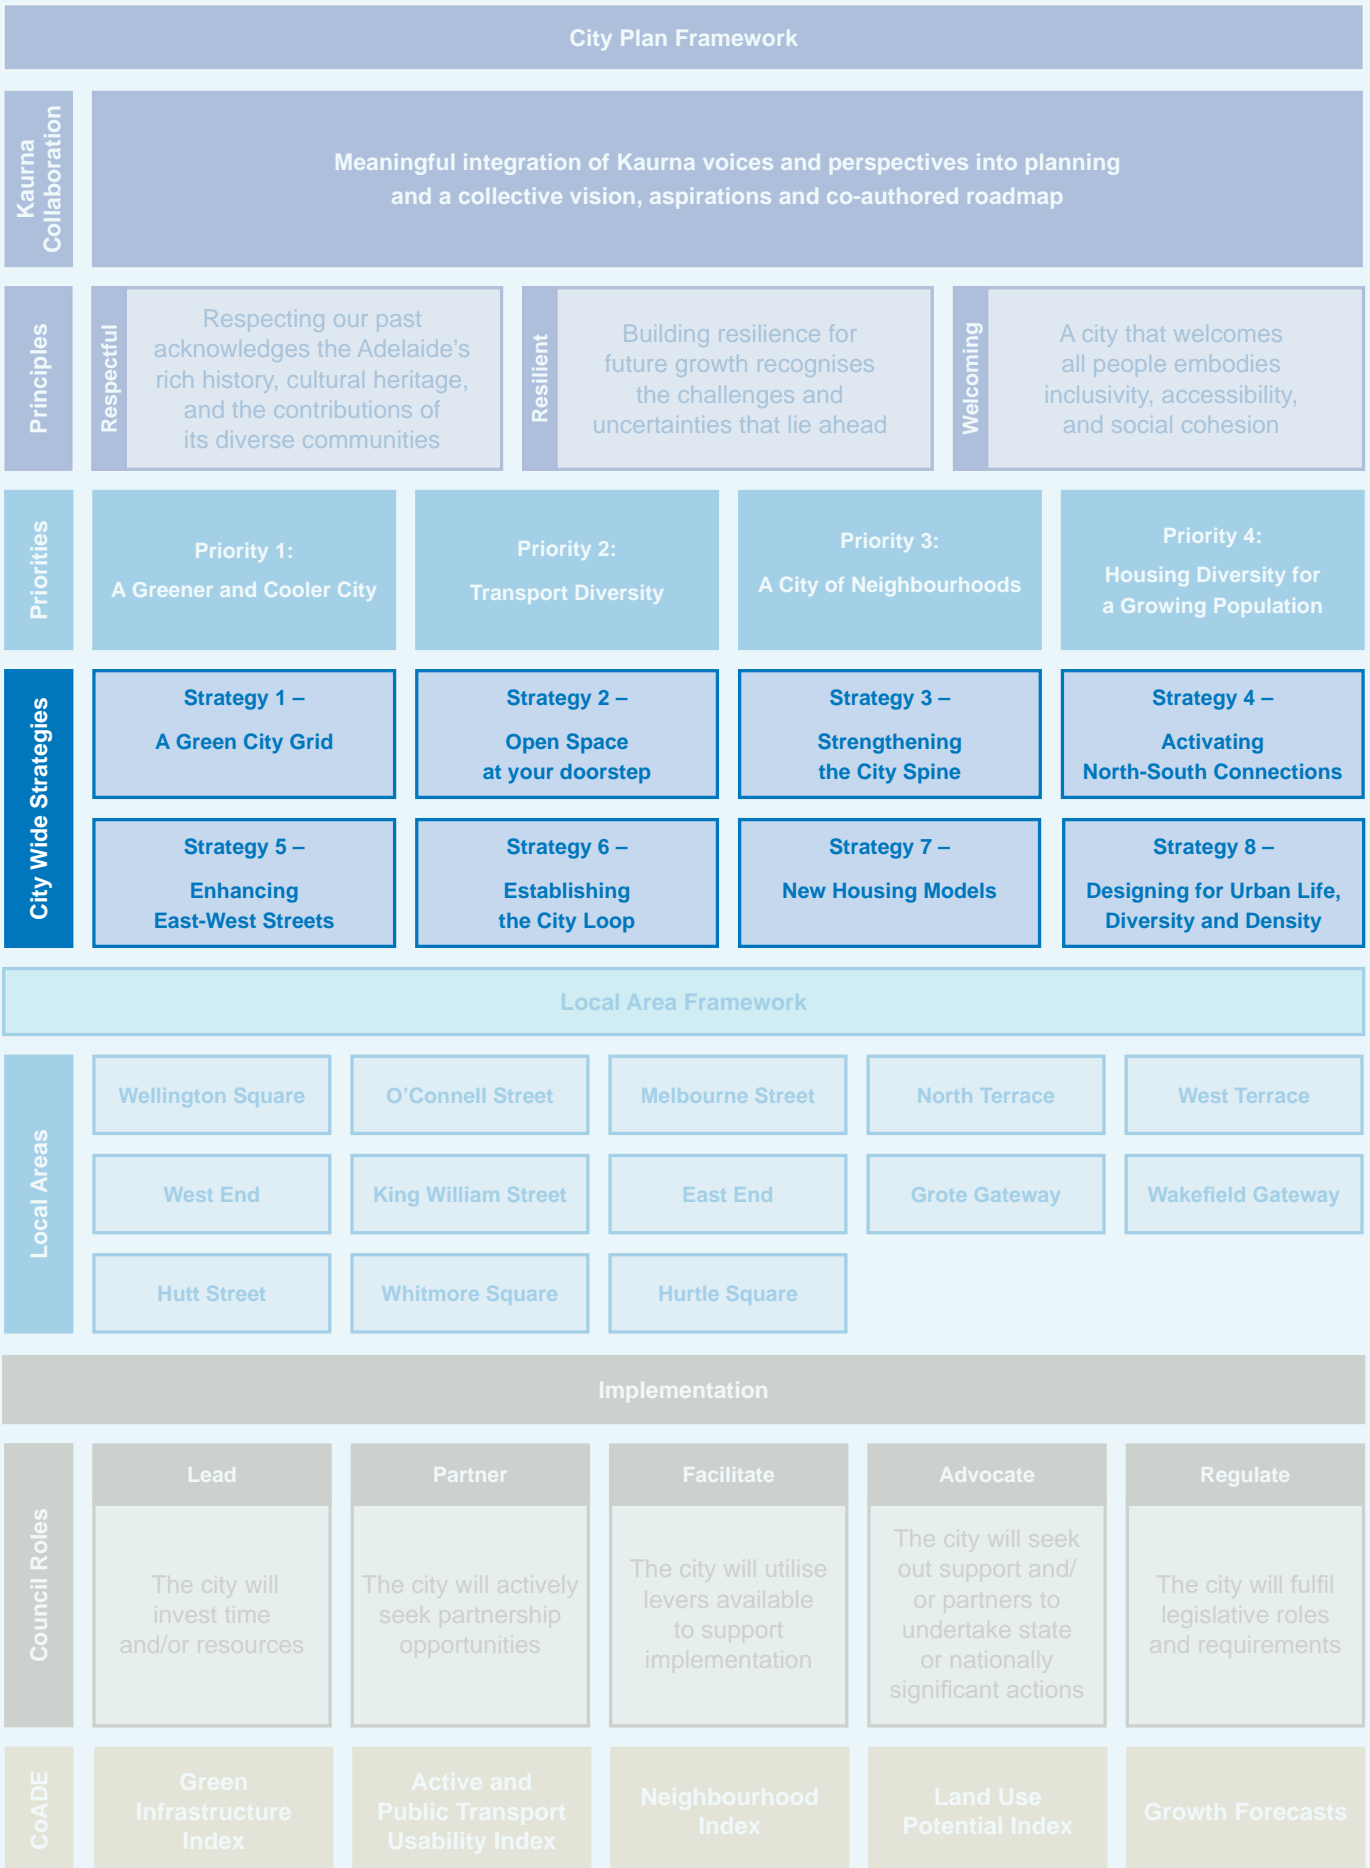 City Plan Framework
Kaurna
Collaboration
Meaningful integration of Kaurna voices and perspectives into planning
and a collective vision, aspirations and co-authored roadmap
Principles
Respectful
Respecting our past
acknowledges the Adelaide's
rich history, cultural heritage,
and the contributions of
its diverse communities
Resilient
Building resilience for
future growth recognises
the challenges and
uncertainties that lie ahead
Welcoming
A city that welcomes
all people embodies
inclusivity, accessibility,
and social cohesion
Priorities
Priority 1:
A Greener and Cooler City
Priority 2:
Transport Diversity
Priority 3:
A City of Neighbourhoods
Priority 4:
Housing Diversity for
a Growing Population
City Wide Strategies
Strategy 1 –
A Green City Grid
Strategy 2 –
Open Space
at your doorstep
Strategy 3 –
Strengthening
the City Spine
Strategy 4 –
Activating
North-South Connections
Strategy 5 –
Enhancing
East-West Streets
Strategy 6 –
Establishing
the City Loop
Strategy 7 –
New Housing Models
Strategy 8 –
Designing for Urban Life,
Diversity and Density
Local Area Framework
Local Areas
Wellington Square
O'Connell Street
Melbourne Street
North Terrace
West Terrace
West End
King William Street
East End
Grote Gateway
Wakefield Gateway
Hutt Street
Whitmore Square
Hurtle Square
Implementation
Council Roles
Lead
The city will
invest time
and/or resources
Partner
The city will actively
seek partnership
opportunities
Facilitate
The city will utilise
levers available
to support
implementation
Advocate
The city will seek
out support and/
or partners to
undertake state
or nationally
significant actions
Regulate
The city will fulfil
legislative roles
and requirements
CoADE
Green
Infrastructure
Index
Active and
Public Transport
Usability Index
Neighbourhood
Index
Land Use
Potential Index
Growth Forecasts